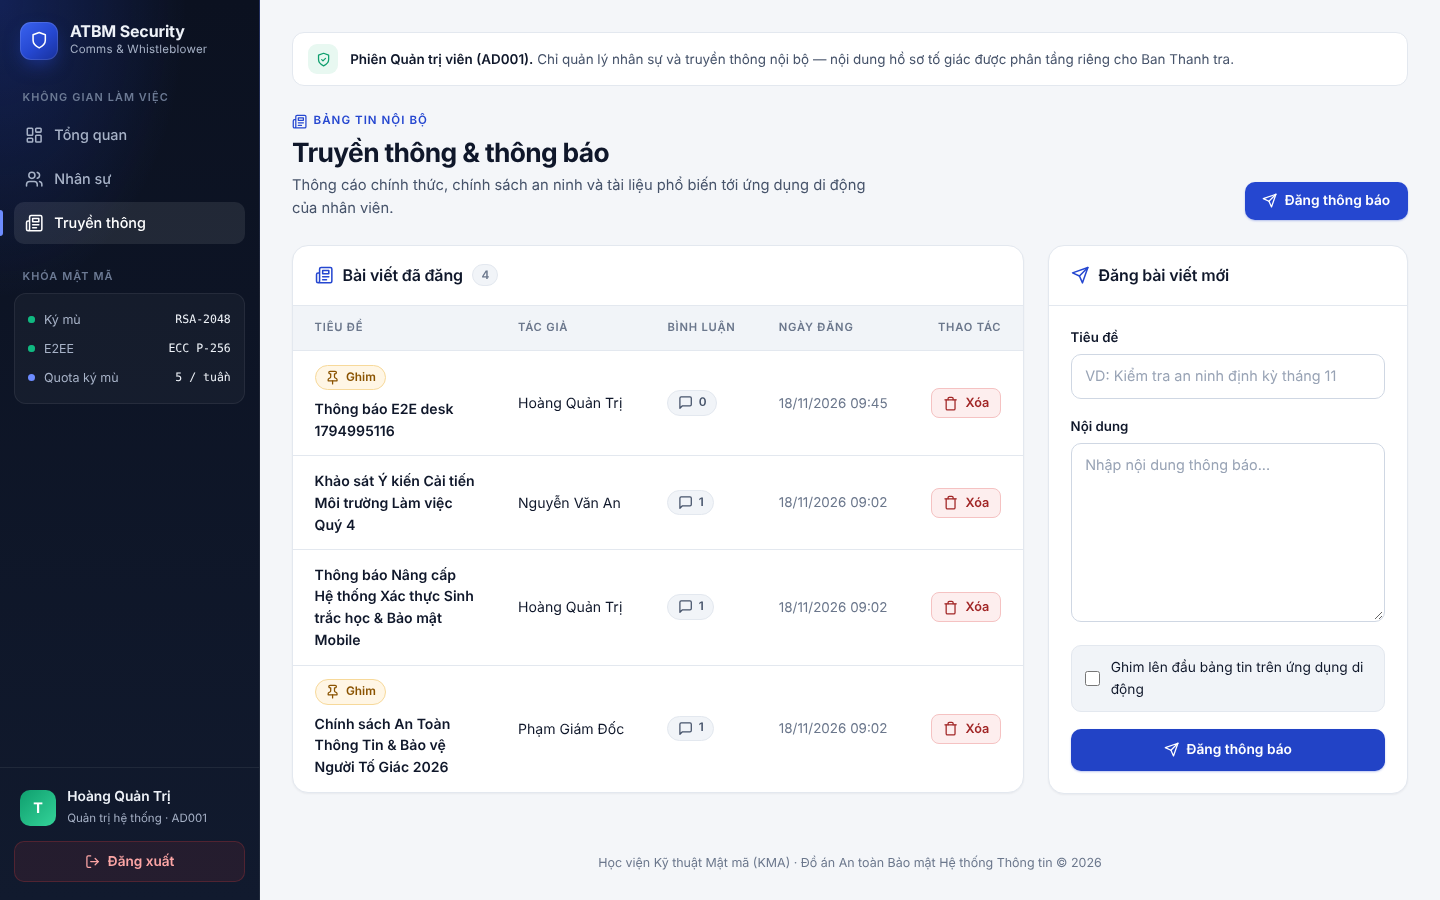 ATBM Security
Comms & Whistleblower
KHÔNG GIAN LÀM VIỆC
Tổng quan
Nhân sự
Truyền thông
KHÓA MẬT MÃ
Ký mù RSA-2048
E2EE ECC P-256
Quota ký mù 5 / tuần
T
Hoàng Quản Trị
Quản trị hệ thống · AD001
Đăng xuất
Phiên Quản trị viên (AD001). Chỉ quản lý nhân sự và truyền thông nội bộ — nội dung hồ sơ tố giác được phân tầng riêng cho Ban Thanh tra.
BẢNG TIN NỘI BỘ
Truyền thông & thông báo
Thông cáo chính thức, chính sách an ninh và tài liệu phổ biến tới ứng dụng di động
của nhân viên.
Đăng thông báo
Bài viết đã đăng 4
TIÊU ĐỀ TÁC GIẢ BÌNH LUẬN NGÀY ĐĂNG THAO TÁC
Ghim
Thông báo E2E desk
1794995116
Hoàng Quản Trị 0 18/11/2026 09:45 Xóa
Khảo sát Ý kiến Cải tiến
Môi trường Làm việc
Quý 4
Nguyễn Văn An 1 18/11/2026 09:02 Xóa
Thông báo Nâng cấp
Hệ thống Xác thực Sinh
trắc học & Bảo mật
Mobile
Hoàng Quản Trị 1 18/11/2026 09:02 Xóa
Ghim
Chính sách An Toàn
Thông Tin & Bảo vệ
Người Tố Giác 2026
Phạm Giám Đốc 1 18/11/2026 09:02 Xóa
Đăng bài viết mới
Tiêu đề
VD: Kiểm tra an ninh định kỳ tháng 11
Nội dung
Nhập nội dung thông báo...
Ghim lên đầu bảng tin trên ứng dụng di
động
Đăng thông báo
Học viện Kỹ thuật Mật mã (KMA) · Đồ án An toàn Bảo mật Hệ thống Thông tin © 2026